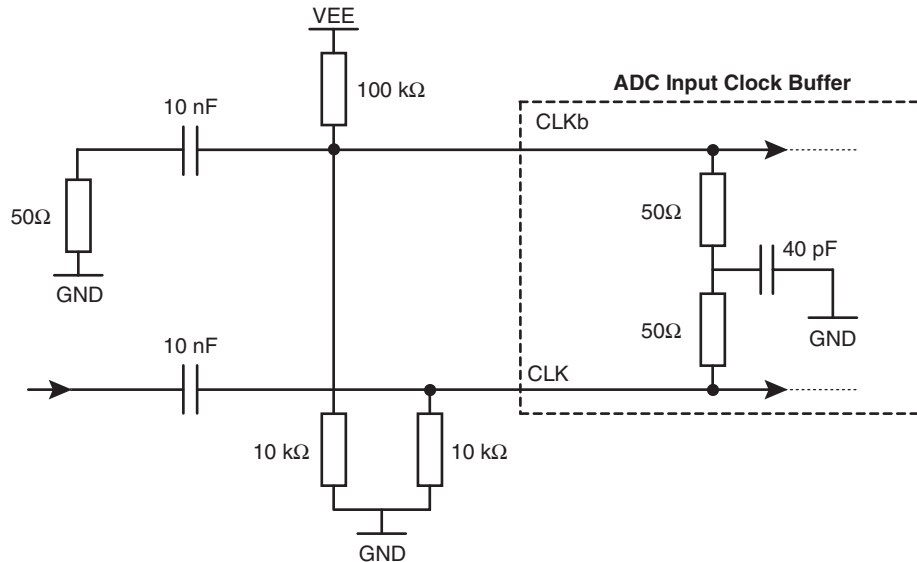 VEE
100 kΩ
ADC Input Clock Buffer
10 nF
CLKb
50Ω
GND
50Ω
40 pF
50Ω
GND
10 nF
CLK
10 kΩ
10 kΩ
GND